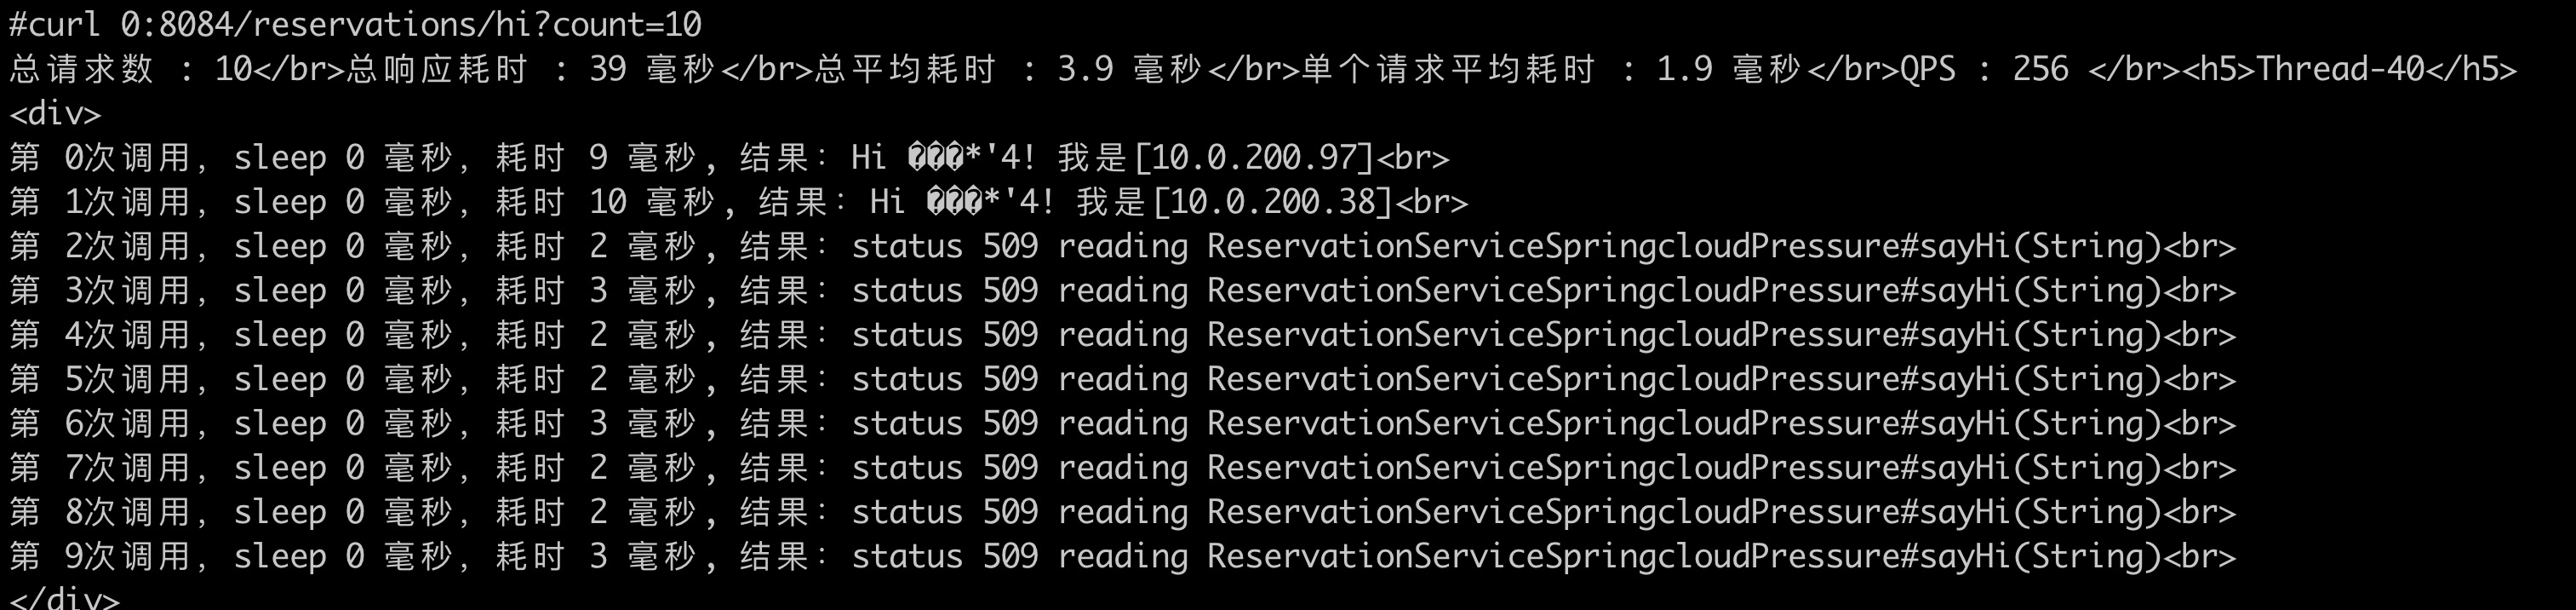 #curl 0:8084/reservations/hi?count=10
总请求数 : 10</br>总响应耗时 : 39 毫秒</br>总平均耗时 : 3.9 毫秒</br>单个请求平均耗时 : 1.9 毫秒</br>QPS : 256 </br><h5>Thread-40</h5>
<div>
第 0次调用, sleep 0 毫秒, 耗时 9 毫秒, 结果: Hi ���*'4! 我是[10.0.200.97]<br>
第 1次调用, sleep 0 毫秒, 耗时 10 毫秒, 结果: Hi ���*'4! 我是[10.0.200.38]<br>
第 2次调用, sleep 0 毫秒, 耗时 2 毫秒, 结果: status 509 reading ReservationServiceSpringcloudPressure#sayHi(String)<br>
第 3次调用, sleep 0 毫秒, 耗时 3 毫秒, 结果: status 509 reading ReservationServiceSpringcloudPressure#sayHi(String)<br>
第 4次调用, sleep 0 毫秒, 耗时 2 毫秒, 结果: status 509 reading ReservationServiceSpringcloudPressure#sayHi(String)<br>
第 5次调用, sleep 0 毫秒, 耗时 2 毫秒, 结果: status 509 reading ReservationServiceSpringcloudPressure#sayHi(String)<br>
第 6次调用, sleep 0 毫秒, 耗时 3 毫秒, 结果: status 509 reading ReservationServiceSpringcloudPressure#sayHi(String)<br>
第 7次调用, sleep 0 毫秒, 耗时 2 毫秒, 结果: status 509 reading ReservationServiceSpringcloudPressure#sayHi(String)<br>
第 8次调用, sleep 0 毫秒, 耗时 2 毫秒, 结果: status 509 reading ReservationServiceSpringcloudPressure#sayHi(String)<br>
第 9次调用, sleep 0 毫秒, 耗时 3 毫秒, 结果: status 509 reading ReservationServiceSpringcloudPressure#sayHi(String)<br>
</div>